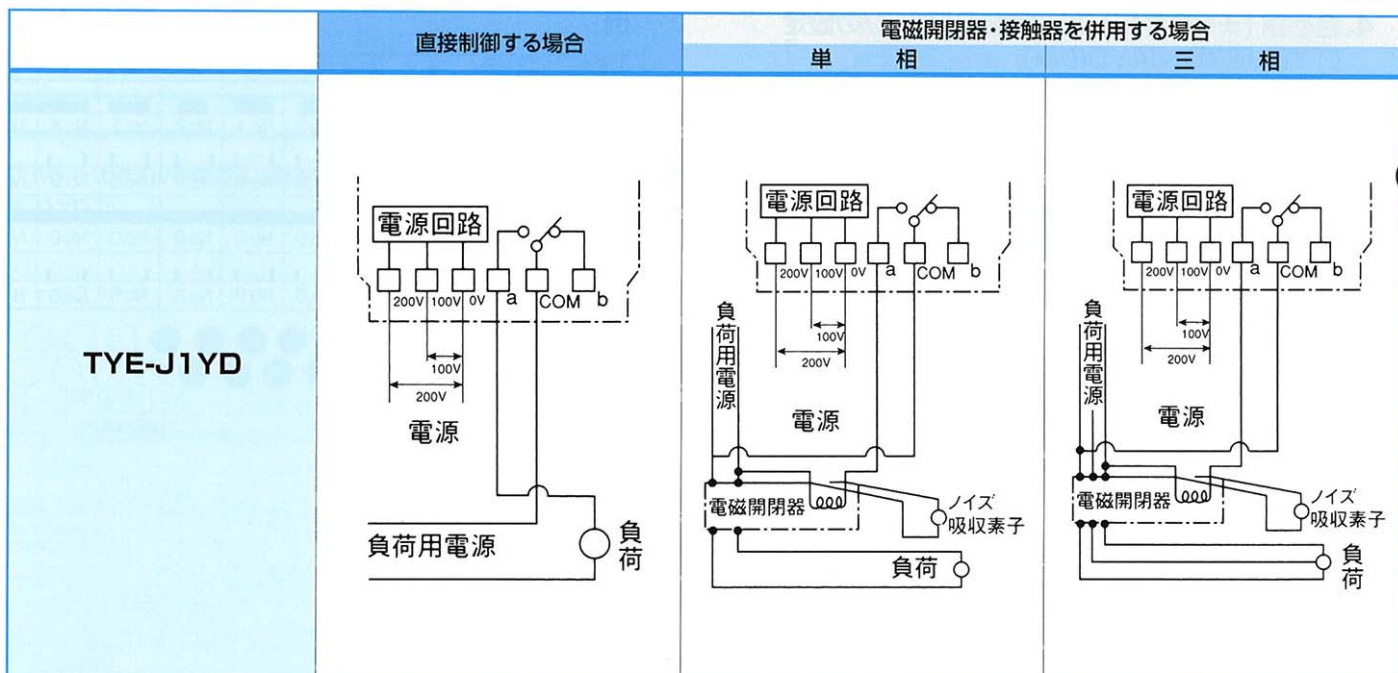 直接制御する場合
電磁開閉器・接触器を併用する場合
単 相
三 相
TYE-J1YD
電源回路
200V 100V 0V a COM b
100V
200V
電源
負荷用電源
負荷
電源回路
200V 100V 0V a COM b
100V
200V
負荷用電源
電源
電磁開閉器
ノイズ
吸収素子
負荷
電源回路
200V 100V 0V a COM b
100V
200V
負荷用電源
電源
電磁開閉器
ノイズ
吸収素子
負荷